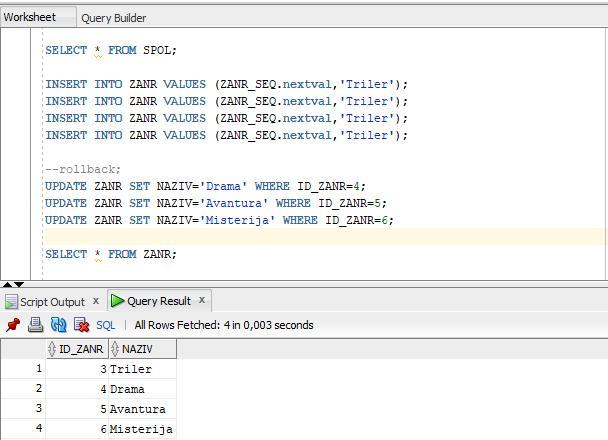 Worksheet Query Builder
SELECT * FROM SPOL;
INSERT INTO ZANR VALUES (ZANR_SEQ.nextval,'Triler');
INSERT INTO ZANR VALUES (ZANR_SEQ.nextval,'Triler');
INSERT INTO ZANR VALUES (ZANR_SEQ.nextval,'Triler');
INSERT INTO ZANR VALUES (ZANR_SEQ.nextval,'Triler');
--rollback;
UPDATE ZANR SET NAZIV='Drama' WHERE ID_ZANR=4;
UPDATE ZANR SET NAZIV='Avantura' WHERE ID_ZANR=5;
UPDATE ZANR SET NAZIV='Misterija' WHERE ID_ZANR=6;
SELECT * FROM ZANR;
Script Output x Query Result x
SQL | All Rows Fetched: 4 in 0,003 seconds
ID_ZANR NAZIV
1 3 Triler
2 4 Drama
3 5 Avantura
4 6 Misterija